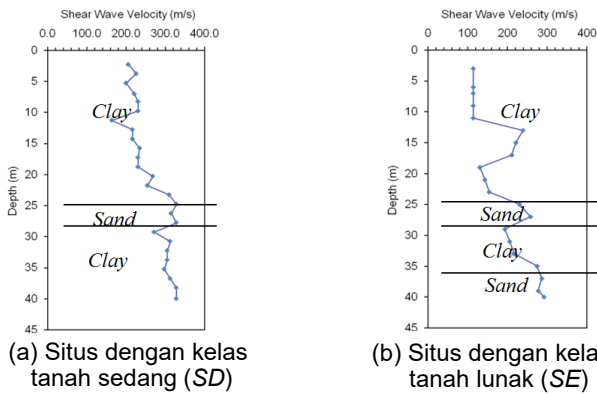 Shear Wave Velocity (m/s)
0.0 100.0 200.0 300.0 400.0
0
5
10
15
20
25
30
35
40
45
Depth (m)
Clay
Sand
Clay
(a) Situs dengan kelas
tanah sedang (SD)
Shear Wave Velocity (m/s)
0 100 200 300 400
0
5
10
15
20
25
30
35
40
45
Depth (m)
Clay
Sand
Clay
Sand
(b) Situs dengan kela
tanah lunak (SE)